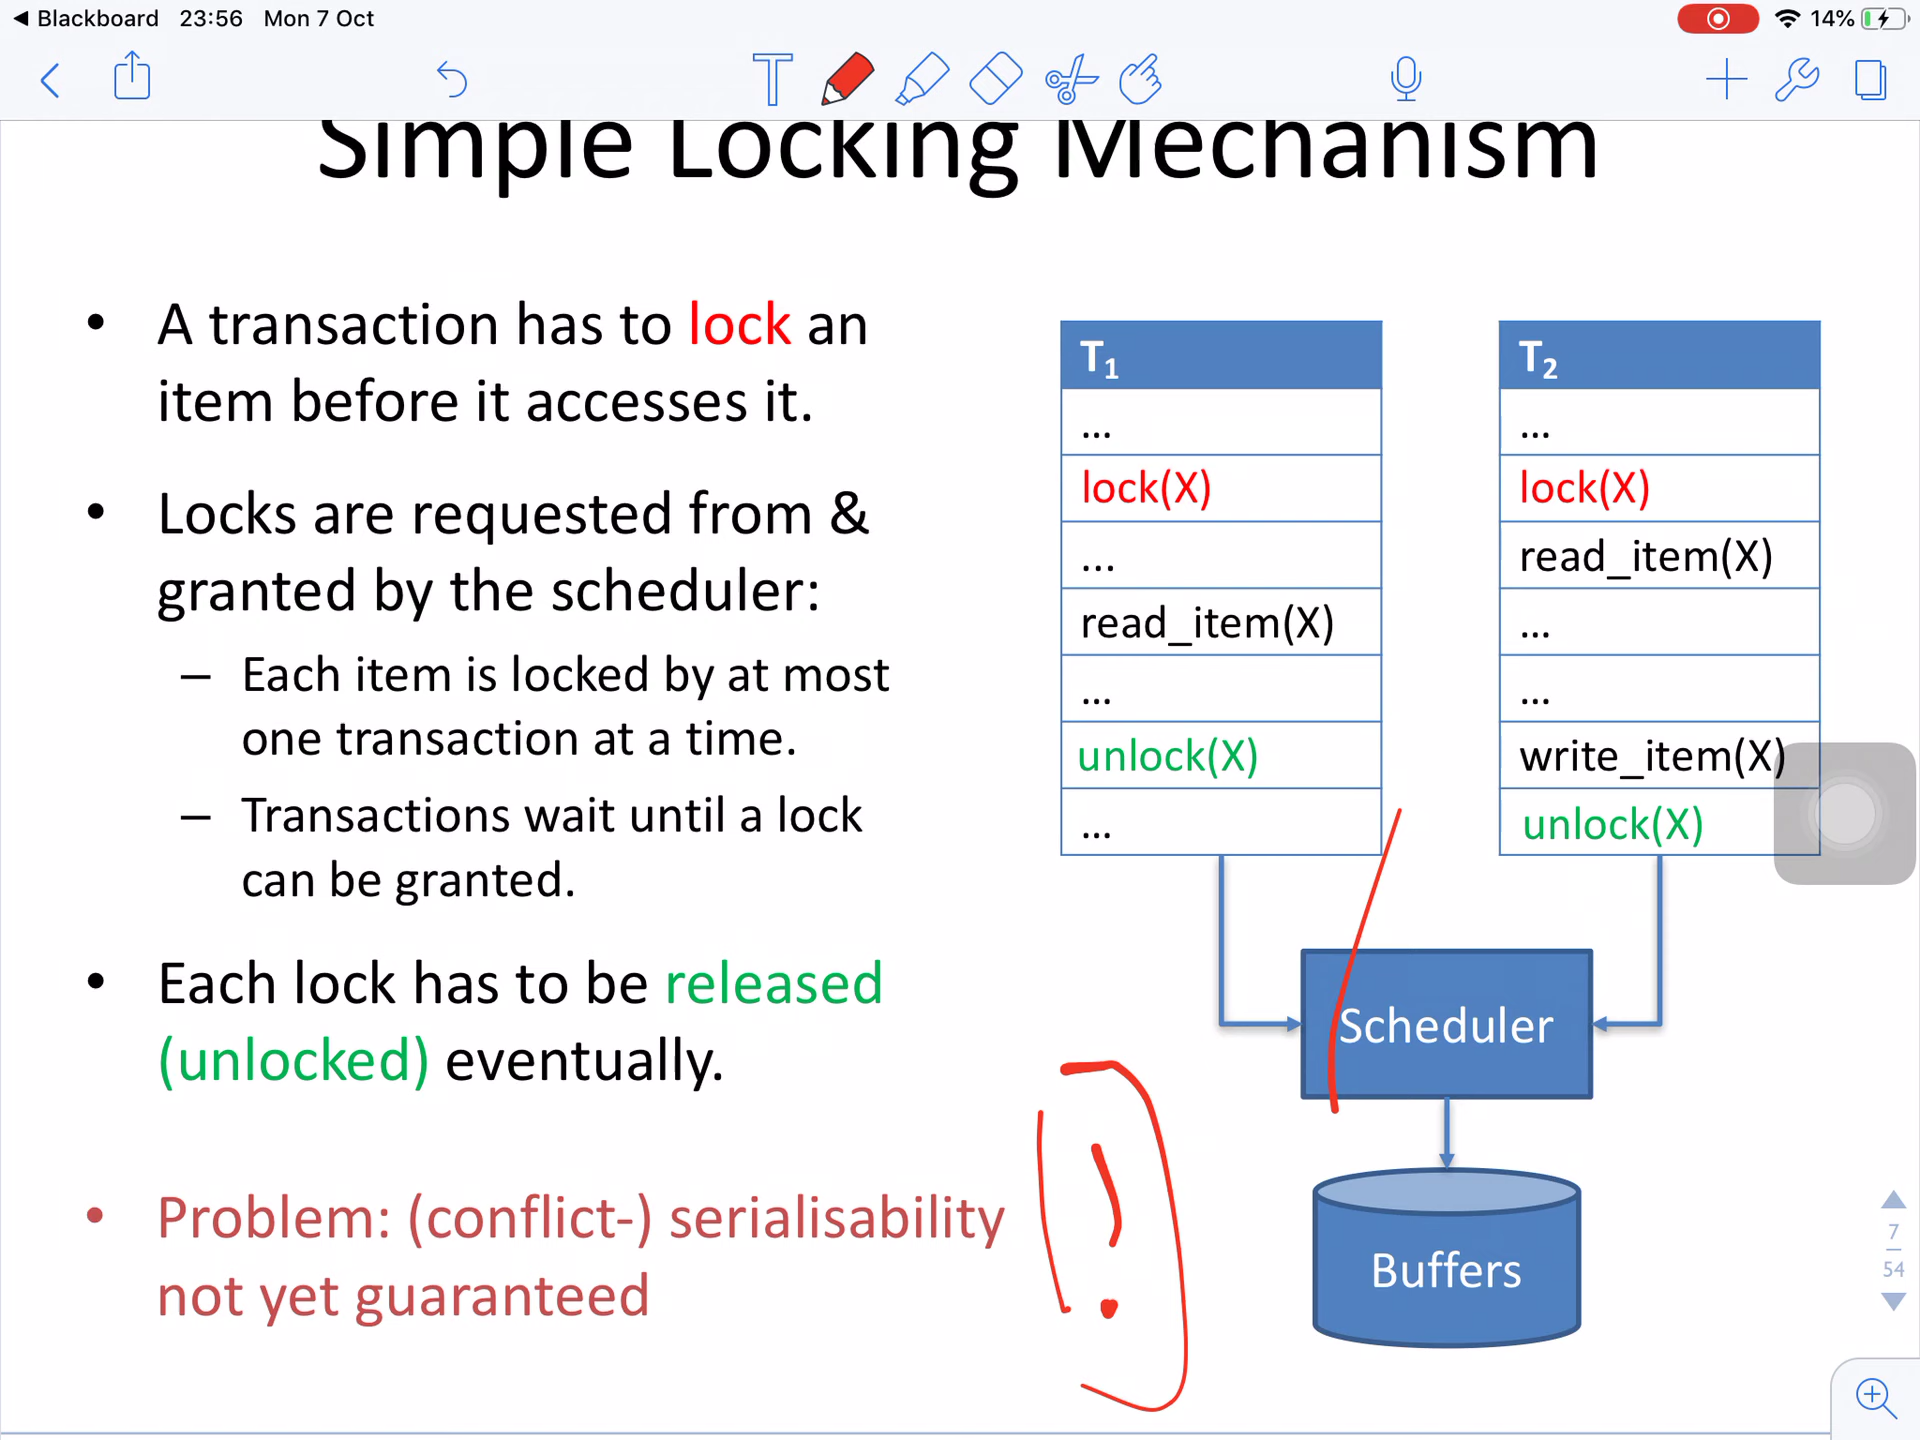 Blackboard 23:56 Mon 7 Oct 14%
T
Simple Locking Mechanism
• A transaction has to lock an
item before it accesses it.
• Locks are requested from &
granted by the scheduler:
– Each item is locked by at most
one transaction at a time.
– Transactions wait until a lock
can be granted.
• Each lock has to be released
(unlocked) eventually.
• Problem: (conflict-) serialisability
not yet guaranteed
!
T₁
...
lock(X)
...
read_item(X)
...
unlock(X)
...
T₂
...
lock(X)
read_item(X)
...
...
write_item(X)
unlock(X)
Scheduler
Buffers
7
54